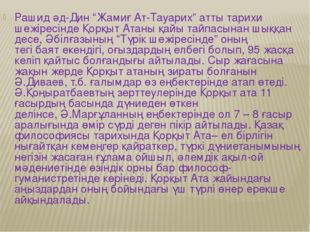 Рашид ед-Дин “Жамиғ Ат-Тауарих” атты тарихи
шежіресінде Қорқыт Атаны қайы тайпасынан шыққан
десе, Әбілғазының “Түрік шежіресінде” оның
тегі баят екендігі, оғыздардың елбегі болып, 95 жасқа
келіп қайтыс болғандығы айтылады. Сыр жағасына
жақын жерде Қорқыт атаның зираты болғанын
Ә.Диваев, т.б. ғалымдар өз еңбектерінде атап өтеді.
Ә.Қоңыратбаевтың зерттеулерінде Қорқыт ата 11
ғасырдың басында дүниеден өткен
делінсе, Ә.Марғұланның еңбектерінде ол 7 – 8 ғасыр
аралығында өмір сүрді деген пікір айтылады. Қазақ
философиясы тарихында Қорқыт Ата– ел бірлігін
нығайтқан кемеңгер қайраткер, түркі дүниетанымының
негізін жасаған ғұлама ойшыл, әлемдік ақыл-ой
мәдениетінде өзіндік орны бар философ-
гуманистретінде көрінеді. Қорқыт Ата жайындағы
аңыздардан оның бойындағы үш түрлі өнер ерекше
айқындалады.